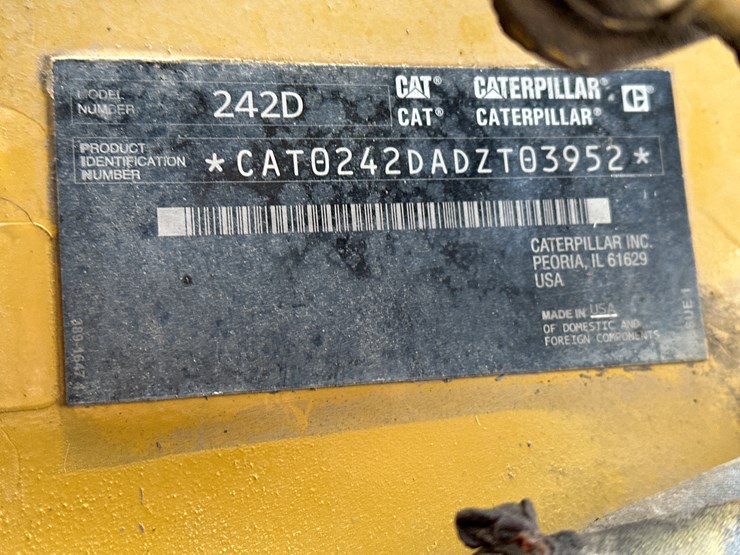 MODEL
NUMBER
242D
CAT® CATERPILLAR®
CAT® CATERPILLAR®
PRODUCT
IDENTIFICATION
NUMBER
*CAT0242DADZT03952*
CATERPILLAR INC.
PEORIA, IL 61629
USA
MADE IN USA
OF DOMESTIC AND
FOREIGN COMPONENTS